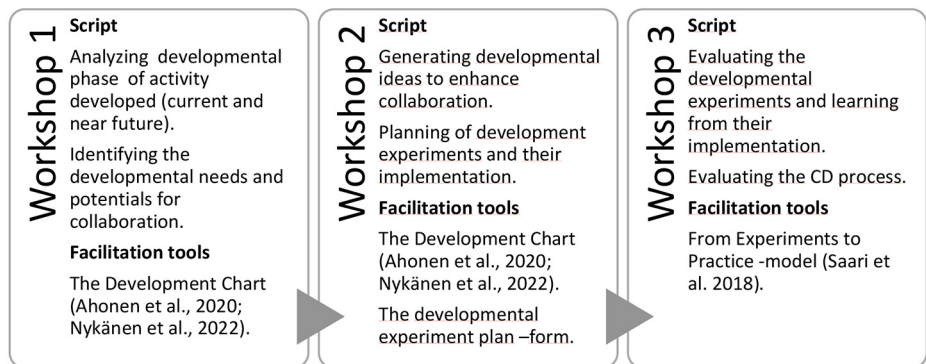 Workshop 1
Script
Analyzing developmental
phase of activity
developed (current and
near future).
Identifying the
developmental needs and
potentials for
collaboration.
Facilitation tools
The Development Chart
(Ahonen et al., 2020;
Nykänen et al., 2022).
Workshop 2
Script
Generating developmental
ideas to enhance
collaboration.
Planning of development
experiments and their
implementation.
Facilitation tools
The Development Chart
(Ahonen et al., 2020;
Nykänen et al., 2022).
The developmental
experiment plan –form.
Workshop 3
Script
Evaluating the
developmental
experiments and learning
from their
implementation.
Evaluating the CD process.
Facilitation tools
From Experiments to
Practice -model (Saari et
al. 2018).